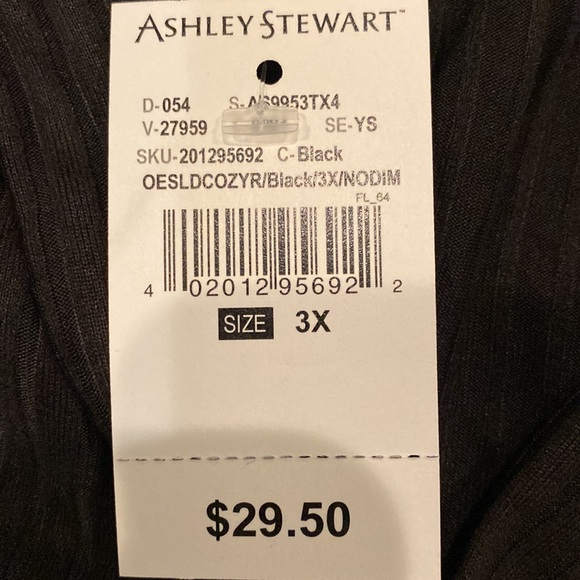 ASHLEY STEWART™
D-054
V-27959 SE-YS
SKU-201295692 C-Black
OESLDCOZYR/Black/3X/NODIM
FL_64
4 02012 95692 2
SIZE 3X
$29.50